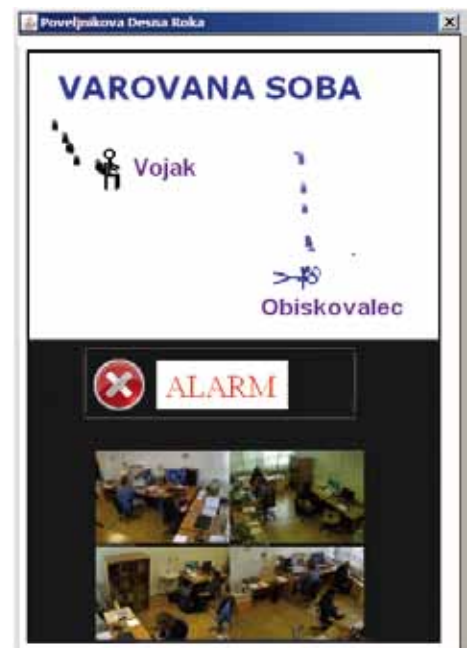 Poveljnikova Desna Roka
VAROVANA SOBA
Vojak
Obiskovalec
ALARM